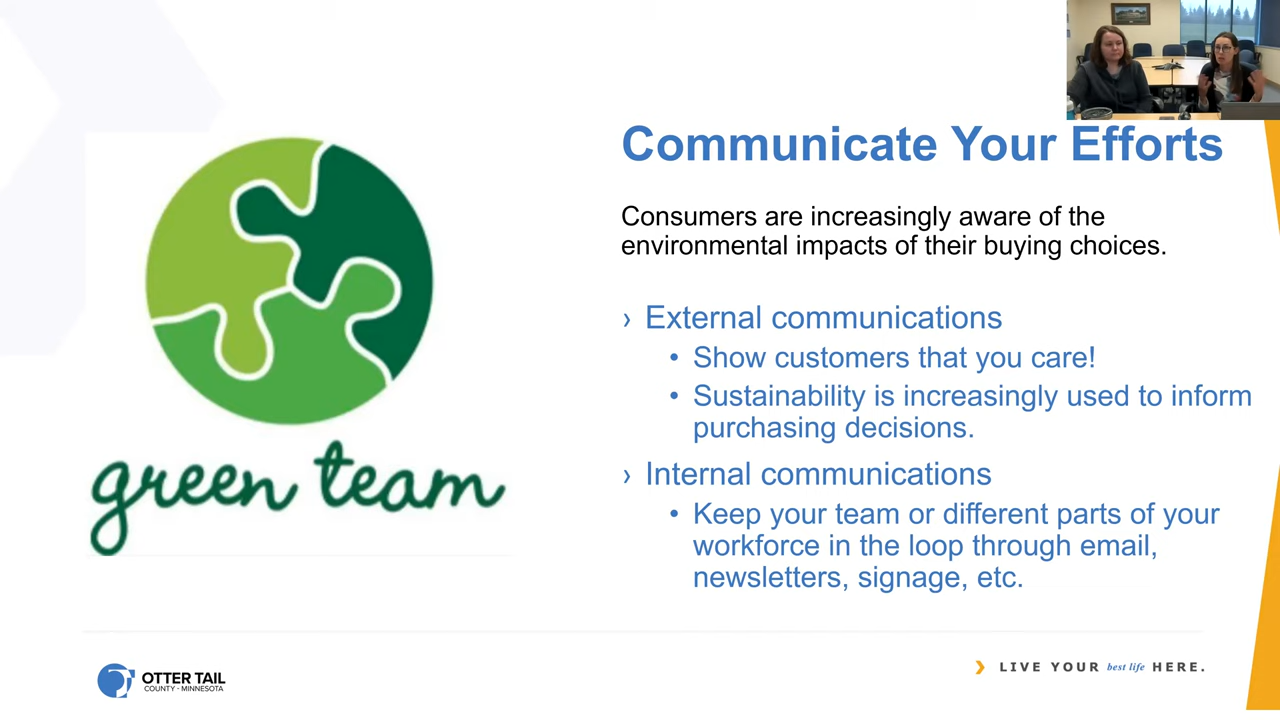 Communicate Your Efforts
Consumers are increasingly aware of the
environmental impacts of their buying choices.
› External communications
• Show customers that you care!
• Sustainability is increasingly used to inform
purchasing decisions.
› Internal communications
• Keep your team or different parts of your
workforce in the loop through email,
newsletters, signage, etc.
green team
OTTER TAIL
COUNTY - MINNESOTA
LIVE YOUR best life HERE.